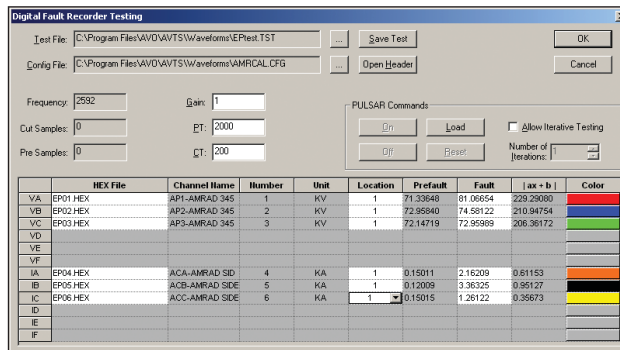 Digital Fault Recorder Testing
Test File: C:\Program Files\AVO\AVTS\Waveforms\EPtest.TST ... Save Test OK
Config File: C:\Program Files\AVO\AVTS\Waveforms\AMRCAL.CFG ... Open Header Cancel
Frequency: 2592 Gain: 1 PULSAR Commands
Cut Samples: 0 PT: 2000 On Load Allow Iterative Testing
Pre Samples: 0 CT: 200 Off Reset Number of Iterations: 1
HEX File Channel Name Number Unit Location Prefault Fault | ax + b | Color
VA EP01.HEX AP1-AMRAD 345 1 KV 1 71.33648 81.06654 229.29080
VB EP02.HEX AP2-AMRAD 345 2 KV 1 72.95840 74.58122 210.94754
VC EP03.HEX AP3-AMRAD 345 3 KV 1 72.14719 72.95989 206.36172
VD
VE
VF
IA EP04.HEX ACA-AMRAD SID 4 KA 1 0.15011 2.16209 0.61153
IB EP05.HEX ACB-AMRAD SIDE 5 KA 1 0.12009 3.36325 0.95127
IC EP06.HEX ACC-AMRAD SIDE 6 KA 1 0.15015 1.26122 0.35673
ID
IE
IF